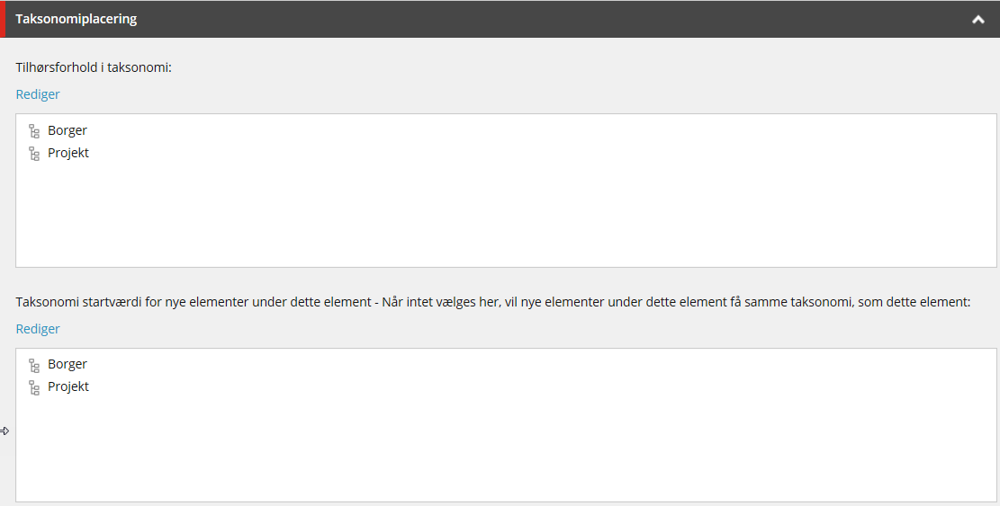 Taksonomiplacering
Tilhørsforhold i taksonomi:
Rediger
Borger
Projekt
Taksonomi startværdi for nye elementer under dette element - Når intet vælges her, vil nye elementer under dette element få samme taksonomi, som dette element:
Rediger
Borger
Projekt